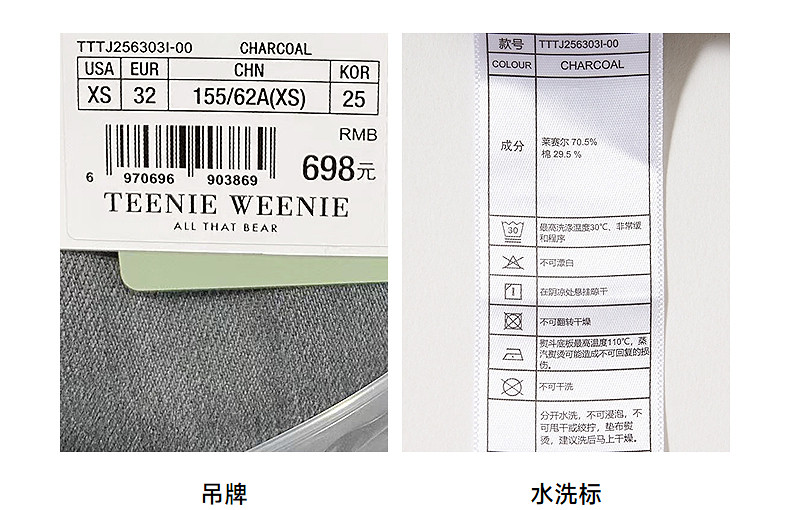 TTTJ256303I-00 CHARCOAL
USA EUR CHN KOR
XS 32 155/62A(XS) 25
RMB
698元
6 970696 903869
TEENIE WEENIE
ALL THAT BEAR
款号 TTTJ256303I-00
COLOUR CHARCOAL
成分 莱赛尔 70.5%
棉 29.5 %
30
最高洗涤温度30℃，非常缓
和程序
不可漂白
在阴凉处悬挂晾干
不可翻转干燥
熨斗底板最高温度110℃，蒸
汽熨烫可能造成不可回复的损
伤。
不可干洗
分开水洗，不可浸泡，不
可甩干或绞拧，垫布熨
烫，建议洗后马上干燥。
吊牌
水洗标